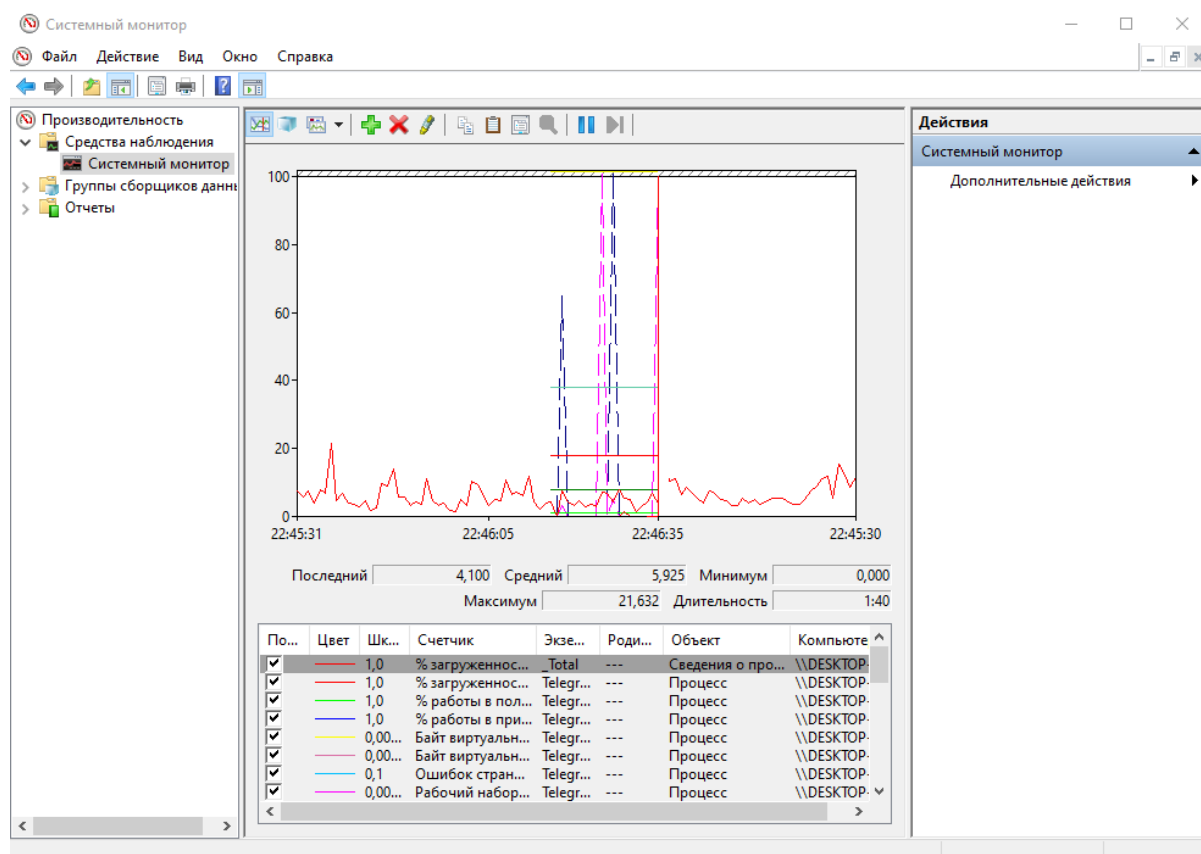 Системный монитор
Файл Действие Вид Окно Справка
Производительность
Средства наблюдения
Системный монитор
Группы сборщиков даннь
Отчеты
100
80
60
40
20
0
22:45:31 22:46:05 22:46:35 22:45:30
Последний 4,100 Средний 5,925 Минимум 0,000
Максимум 21,632 Длительность 1:40
По... Цвет Шк... Счетчик Экзе... Роди... Объект Компьюте
1,0 % загруженнос... _Total --- Сведения о про... \\DESKTOP-
1,0 % загруженнос... Telegr... --- Процесс \\DESKTOP-
1,0 % работы в пол... Telegr... --- Процесс \\DESKTOP-
1,0 % работы в при... Telegr... --- Процесс \\DESKTOP-
0,00... Байт виртуальн... Telegr... --- Процесс \\DESKTOP-
0,00... Байт виртуальн... Telegr... --- Процесс \\DESKTOP-
0,1 Ошибок стран... Telegr... --- Процесс \\DESKTOP-
0,00... Рабочий набор... Telegr... --- Процесс \\DESKTOP-
Действия
Системный монитор
Дополнительные действия